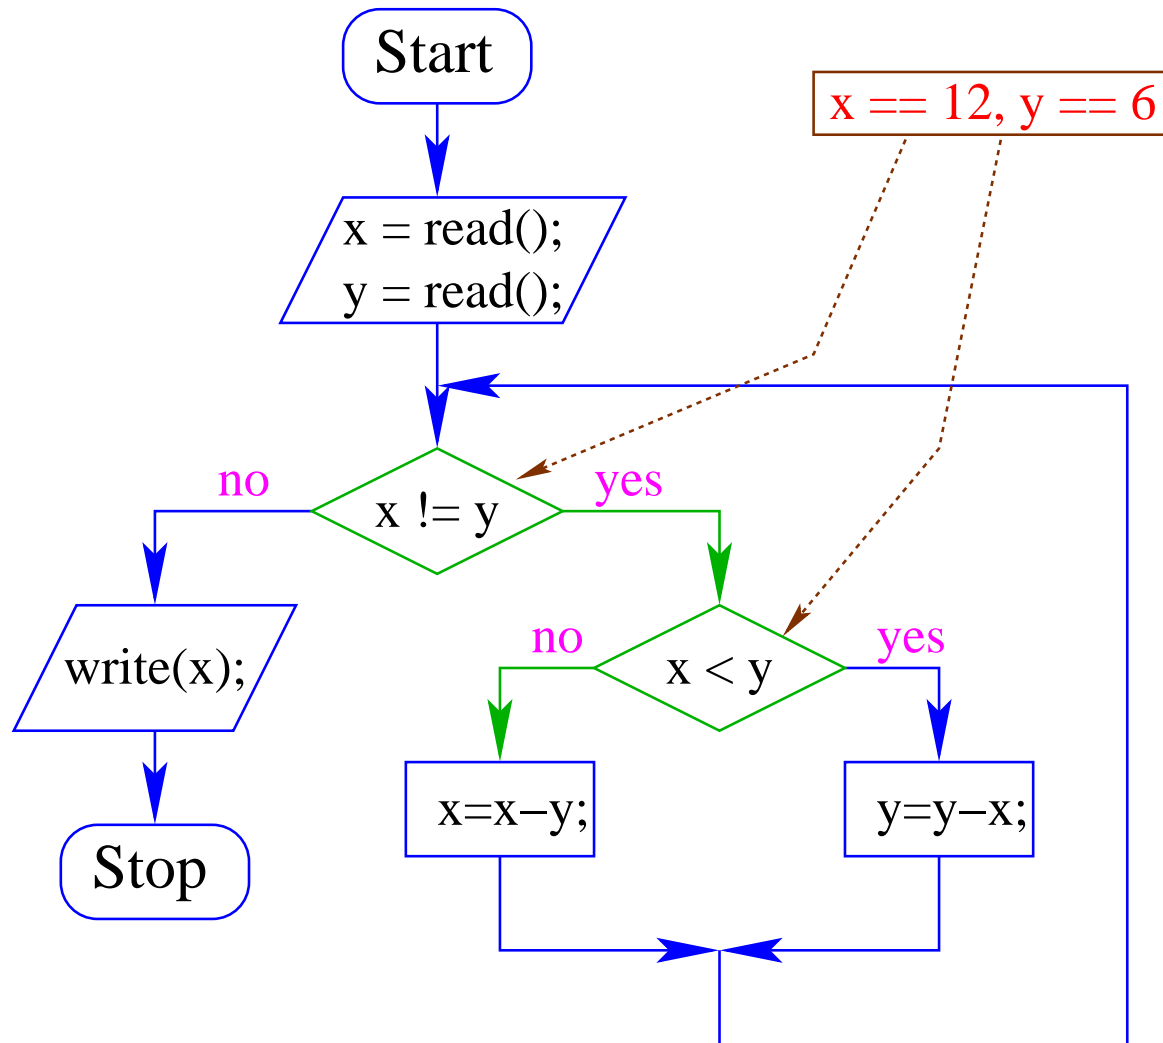 Start
x == 12, y == 6
x = read();
y = read();
no
yes
x != y
no
yes
write(x);
x < y
x=x−y;
y=y−x;
Stop